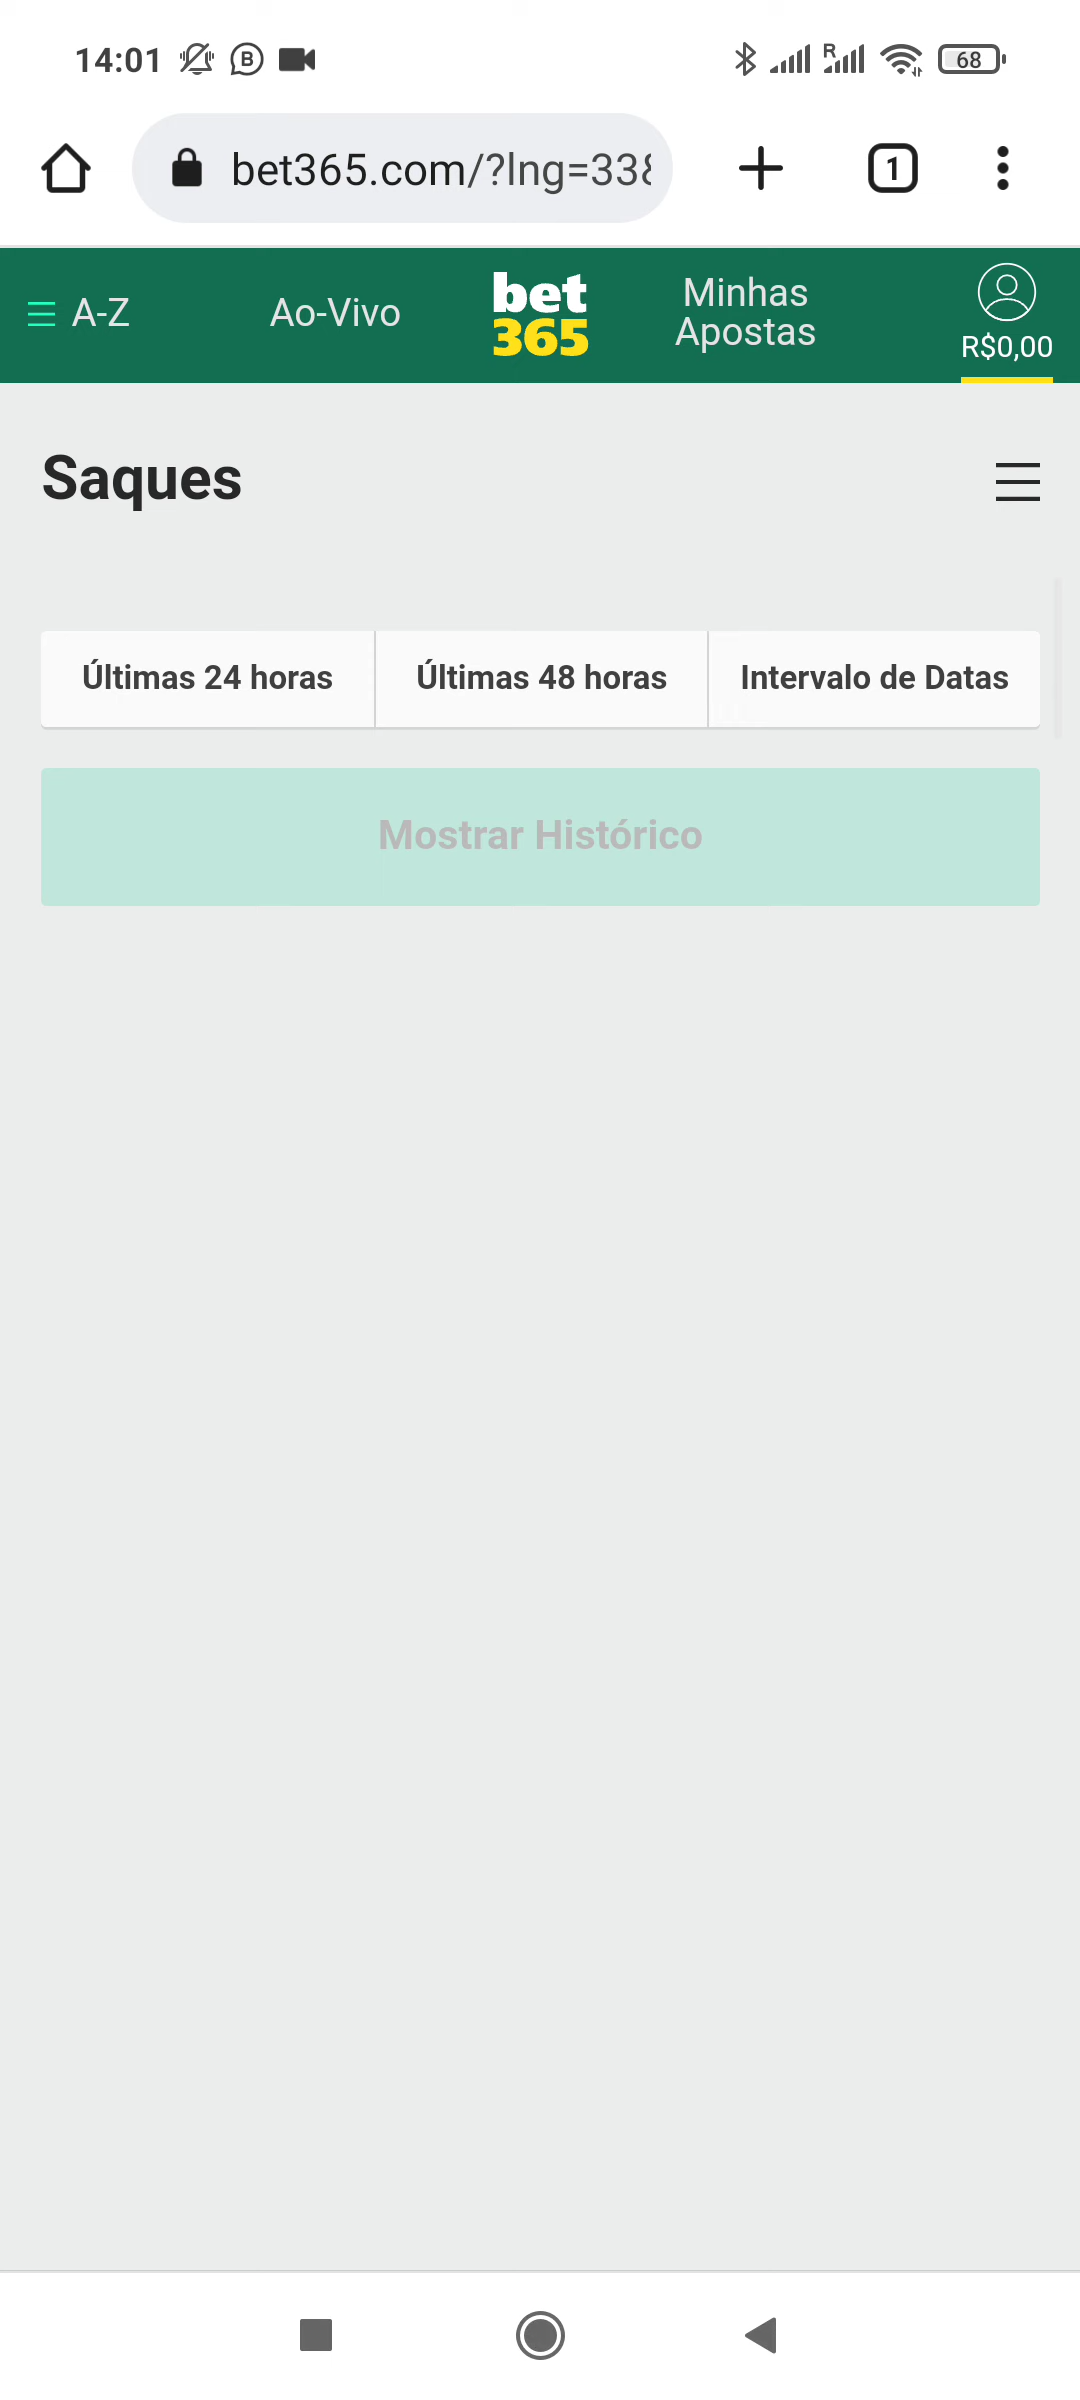 14:01
B
R
68
bet365.com/?lng=338
1
A-Z
Ao-Vivo
bet
365
Minhas
Apostas
R$0,00
Saques
Últimas 24 horas
Últimas 48 horas
Intervalo de Datas
Mostrar Histórico